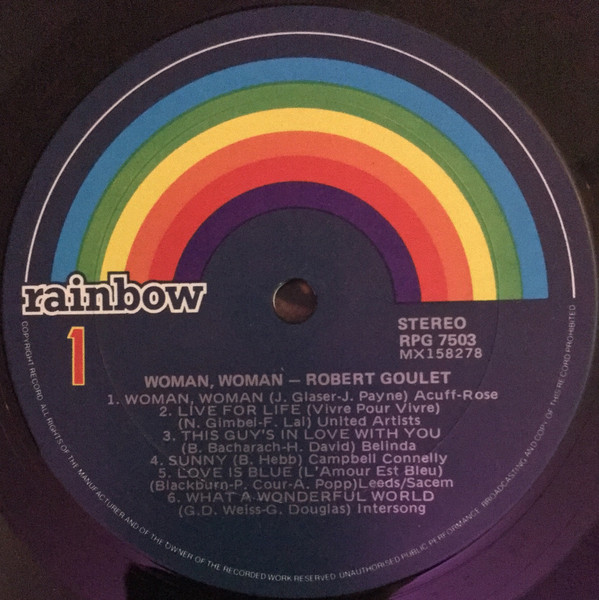 rainbow
1
STEREO
RPG 7503
MX158278
WOMAN, WOMAN – ROBERT GOULET
1. WOMAN, WOMAN (J. Glaser-J. Payne) Acuff-Rose
2. LIVE FOR LIFE (Vivre Pour Vivre)
(N. Gimbel-F. Lal) United Artists
3. THIS GUY'S IN LOVE WITH YOU
(B. Bacharach-H. David) Belinda
4. SUNNY (B. Hebb) Campbell Connelly
5. LOVE IS BLUE (L'Amour Est Bleu)
(Blackburn-P. Cour-A. Popp)Leeds/Sacem
6. WHAT A WONDERFUL WORLD
(G.D. Weiss-G. Douglas) Intersong
COPYRIGHT RECORD. ALL RIGHTS OF THE MANUFACTURER AND OF THE OWNER OF THE RECORDED WORK RESERVED. UNAUTHORISED PUBLIC PERFORMANCE, BROADCASTING AND COPYING OF THIS RECORD PROHIBITED